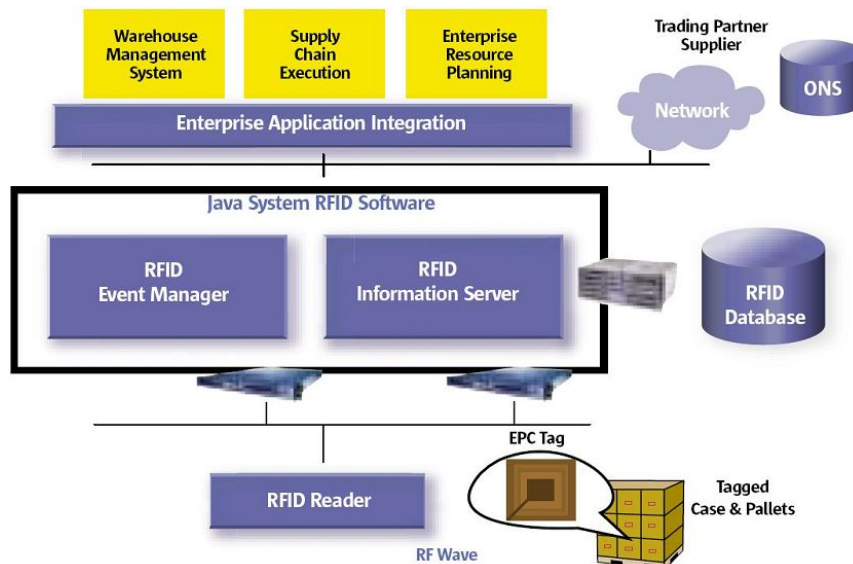 Warehouse
Management
System
Supply
Chain
Execution
Enterprise
Resource
Planning
Trading Partner
Supplier
ONS
Network
Enterprise Application Integration
Java System RFID Software
RFID
Event Manager
RFID
Information Server
RFID
Database
EPC Tag
RFID Reader
Tagged
Case & Pallets
RF Wave